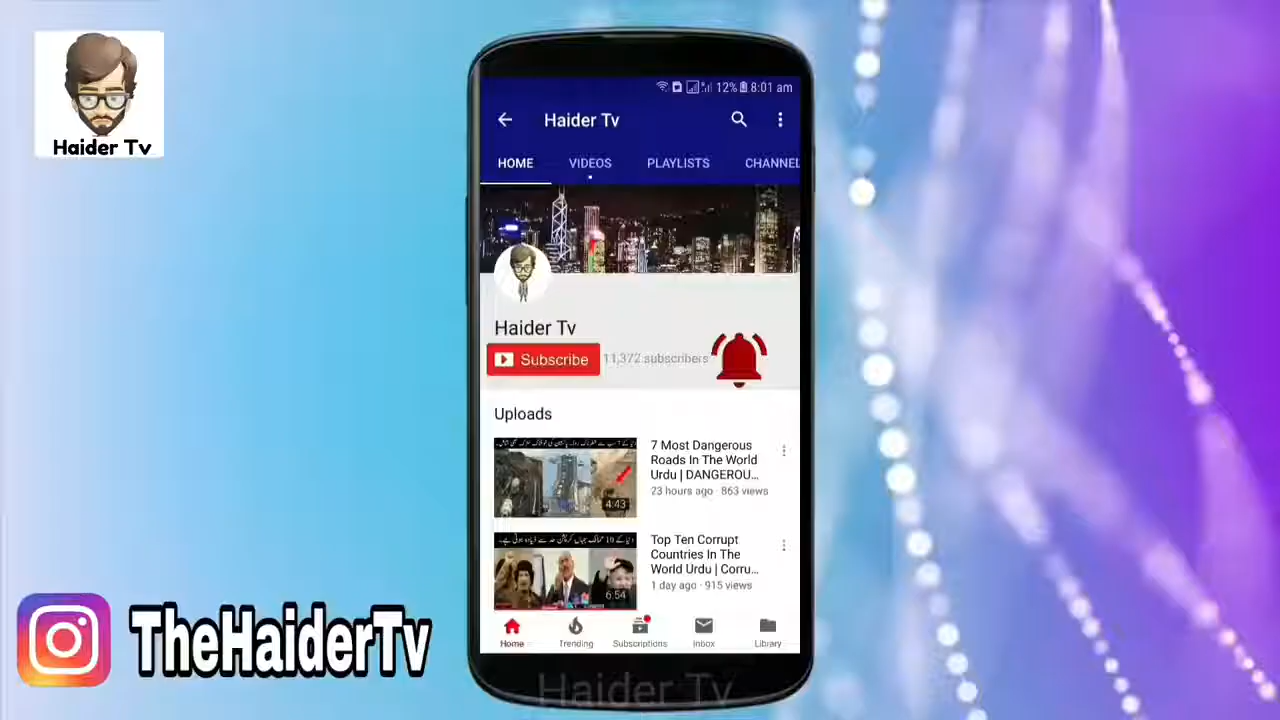 Haider Tv
12% 8:01 am
Haider Tv
HOME VIDEOS PLAYLISTS CHANNEL
Haider Tv
Subscribe 11,372 subscribers
Uploads
7 Most Dangerous
Roads In The World
Urdu | DANGEROU...
23 hours ago · 863 views
4:43
Top Ten Corrupt
Countries In The
World Urdu | Corru...
1 day ago · 915 views
6:54
Home Trending Subscriptions Inbox Library
TheHaiderTv
Haider Tv